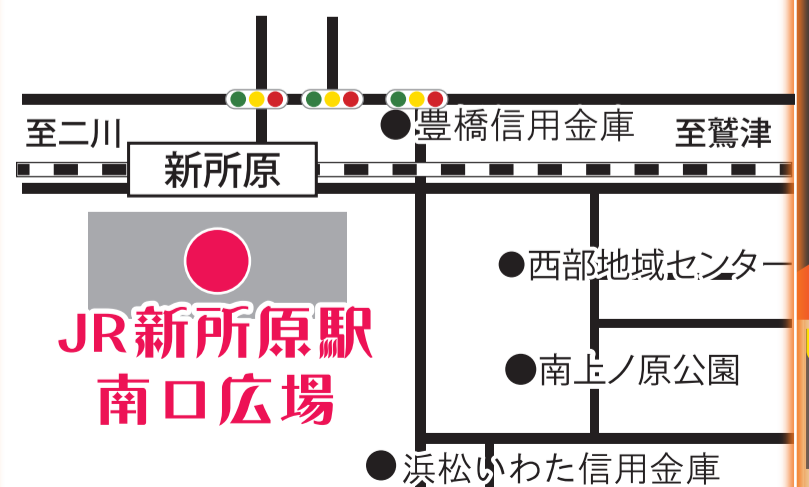 豊橋信用金庫
至二川
至鷲津
新所原
西部地域センター
JR新所原駅
南口広場
南上ノ原公園
浜松いわた信用金庫